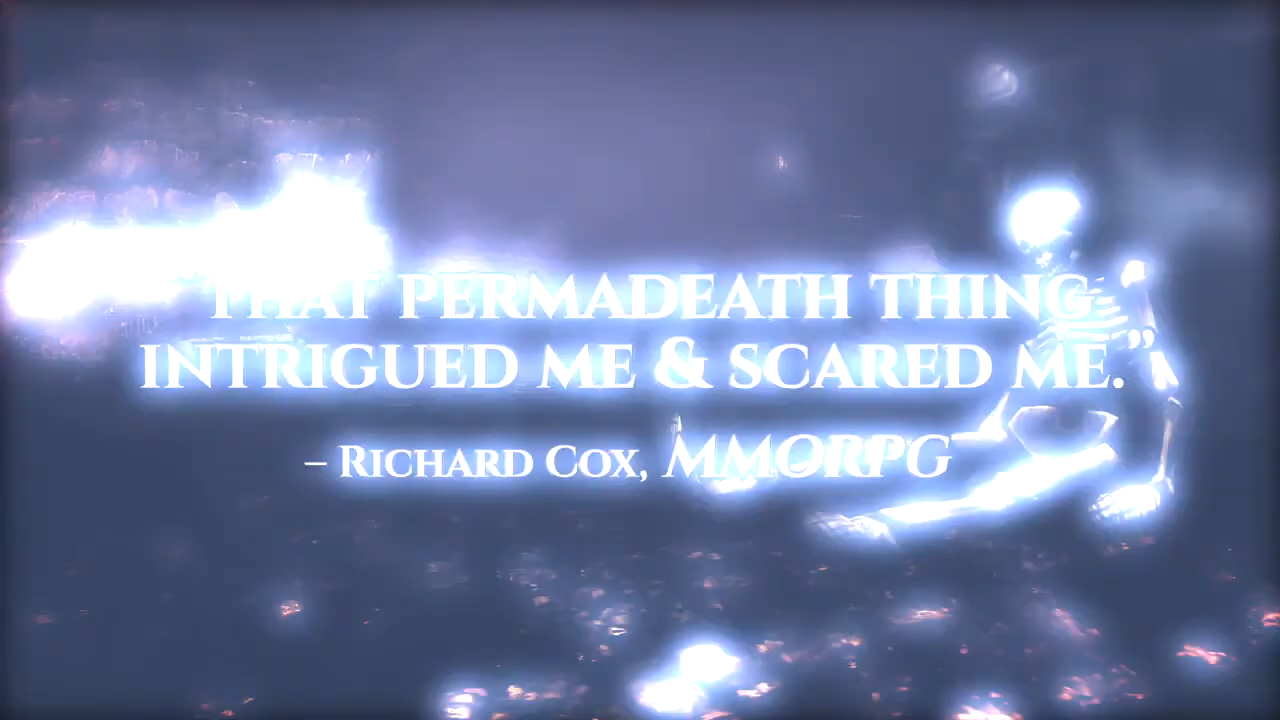 “THAT PERMADEATH THING
INTRIGUED ME & SCARED ME.”
– RICHARD COX, MMORPG